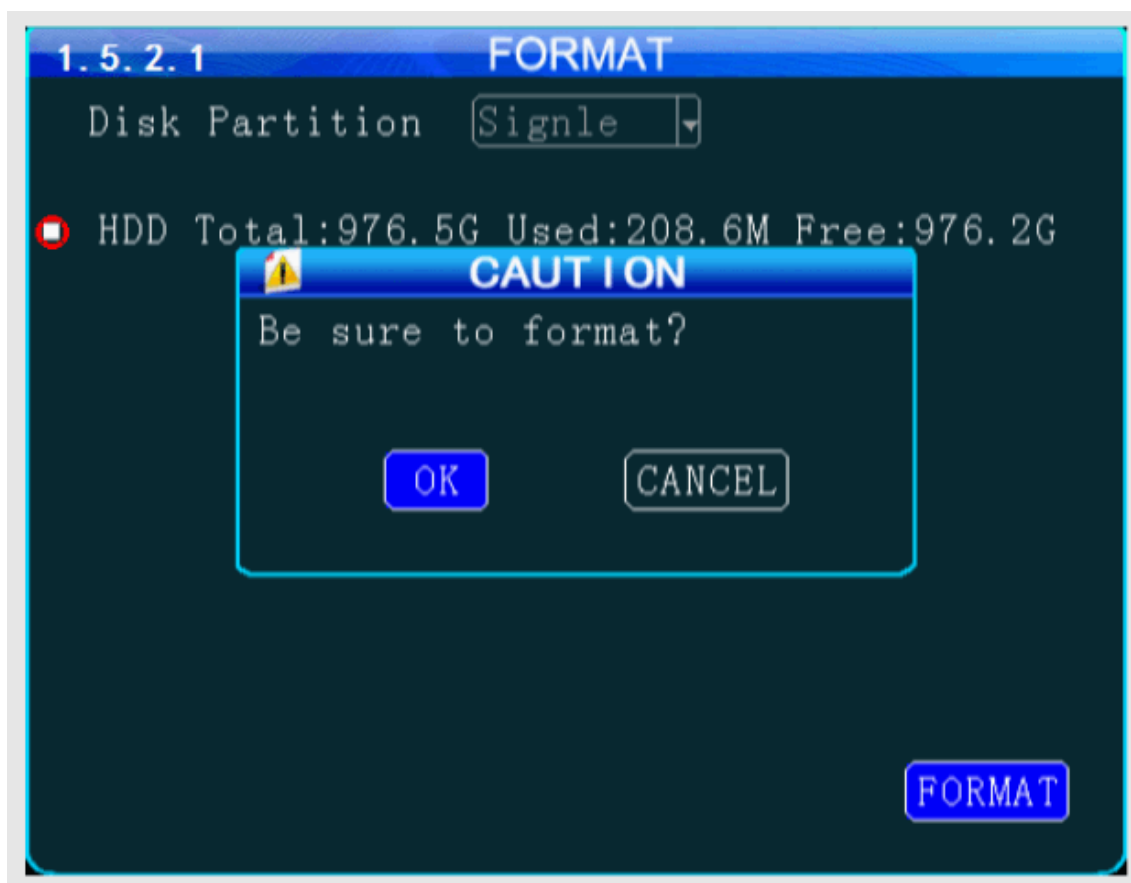 1.5.2.1 FORMAT
Disk Partition Signle
HDD Total:976.5G Used:208.6M Free:976.2G
CAUTION
Be sure to format?
OK CANCEL
FORMAT